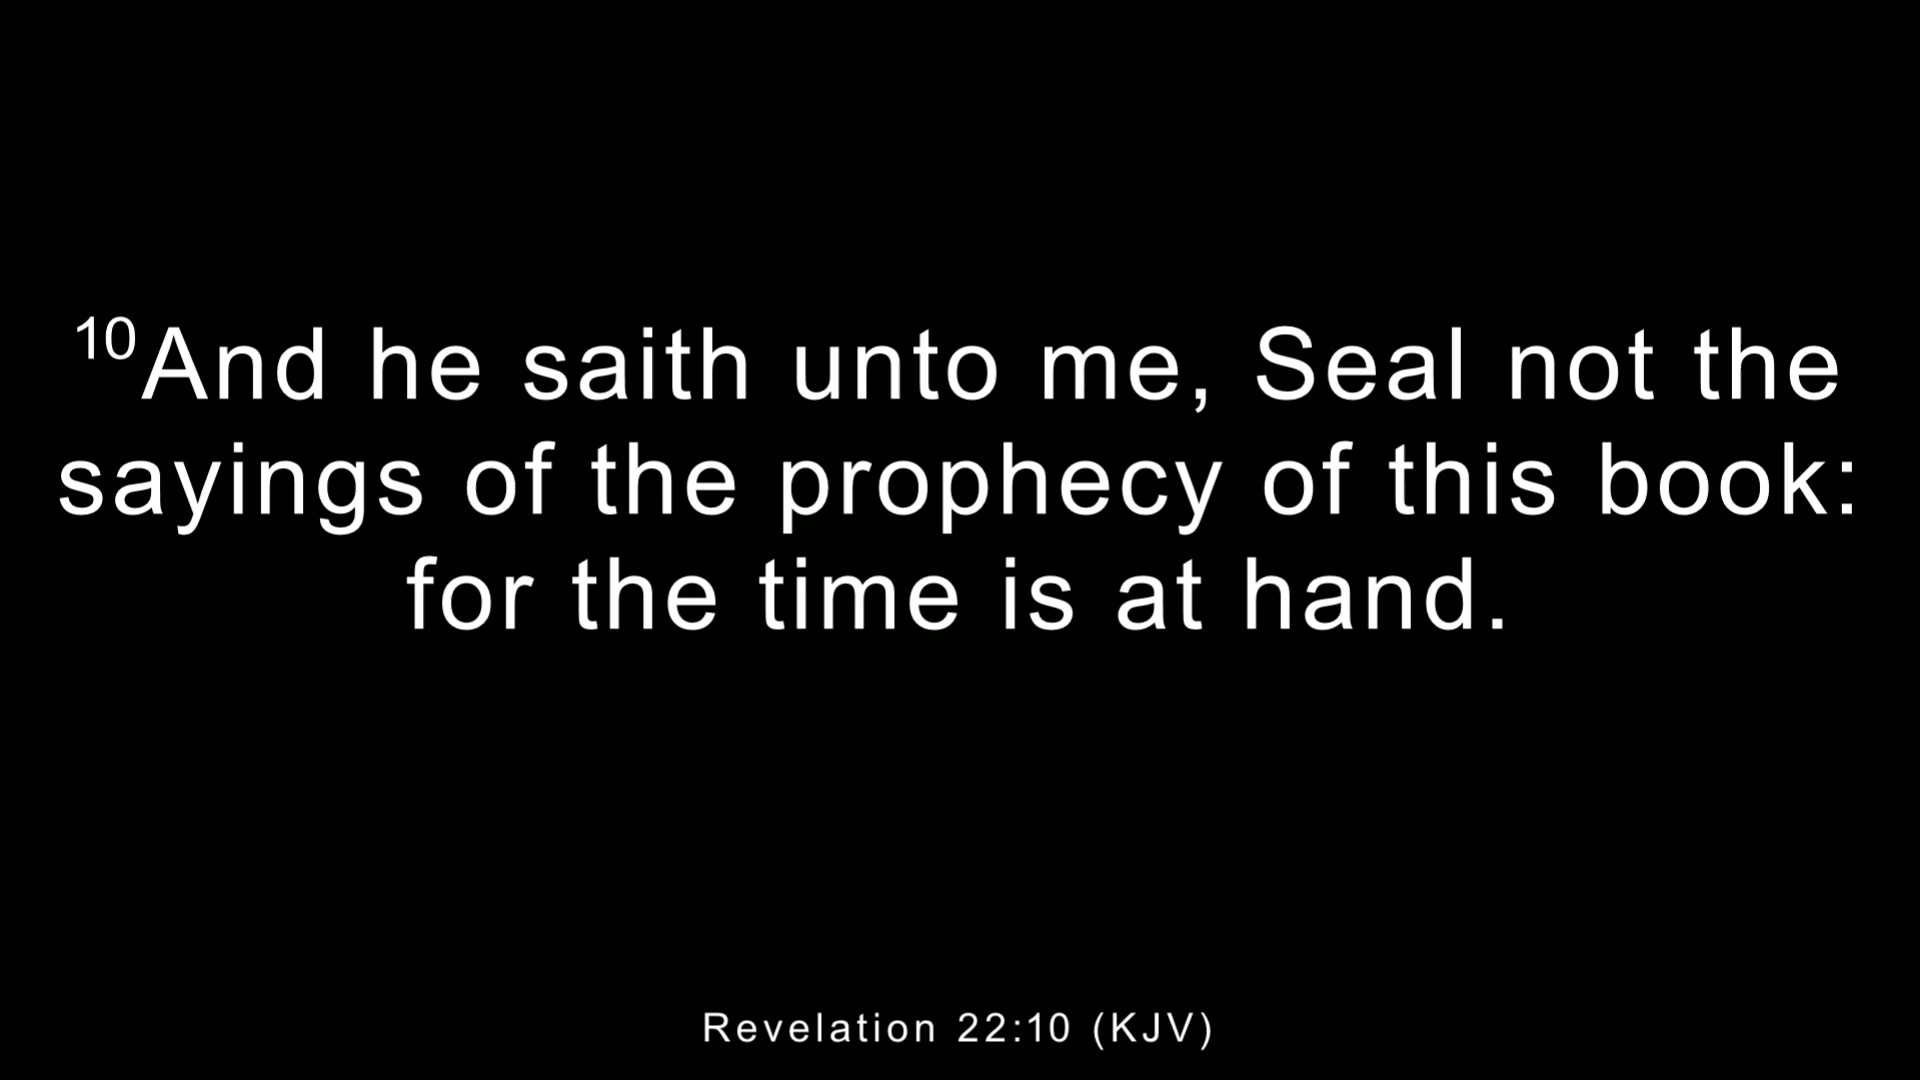 10And he saith unto me, Seal not the
sayings of the prophecy of this book:
for the time is at hand.
Revelation 22:10 (KJV)